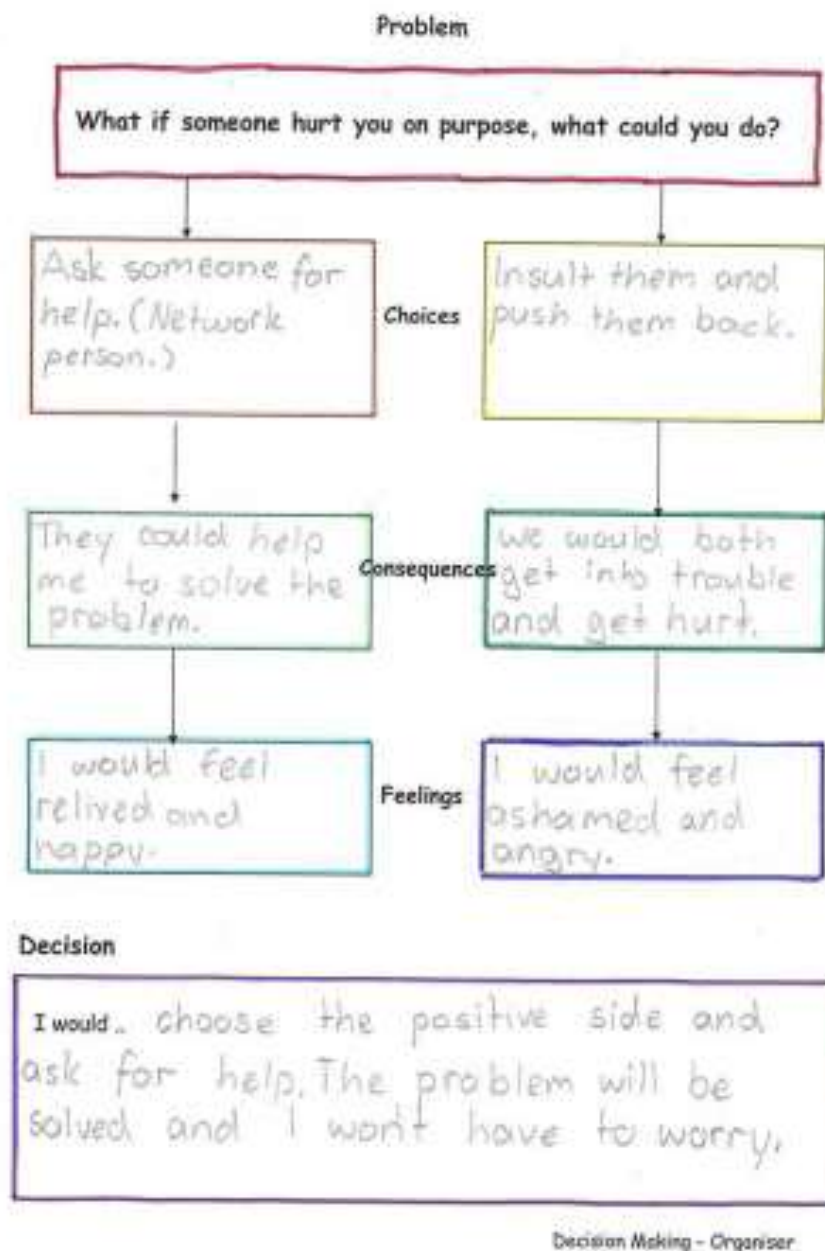 Problem
What if someone hurt you on purpose, what could you do?
Ask someone for
help. (Network
person.)
Choices
Insult them and
push them back.
They could help
me to solve the
problem.
Consequences
we would both
get into trouble
and get hurt.
I would feel
relived and
happy.
Feelings
I would feel
ashamed and
angry.
Decision
I would.. choose the positive side and
ask for help. The problem will be
solved and I won't have to worry.
Decision Making - Organiser